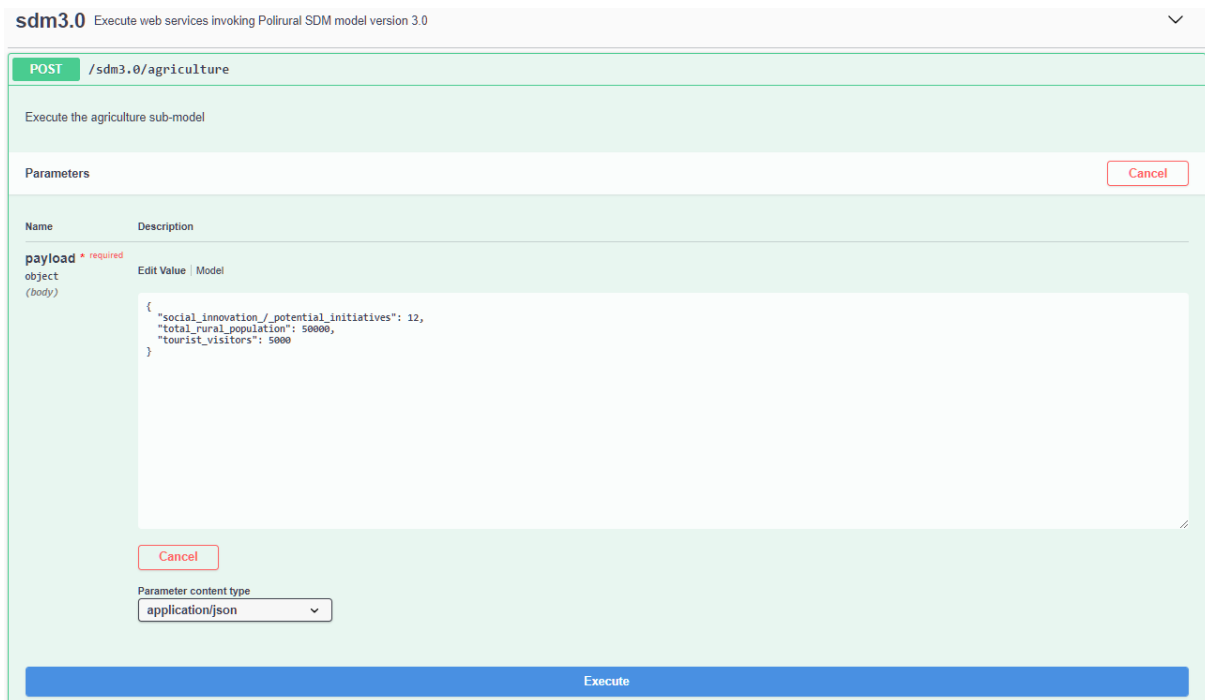 sdm3.0 Execute web services invoking Polirural SDM model version 3.0
POST /sdm3.0/agriculture
Execute the agriculture sub-model
Parameters Cancel
Name Description
payload * required
object
(body)
Edit Value | Model
{
"social_innovation_/_potential_initiatives": 12,
"total_rural_population": 50000,
"tourist_visitors": 5000
}
Cancel
Parameter content type
application/json
Execute